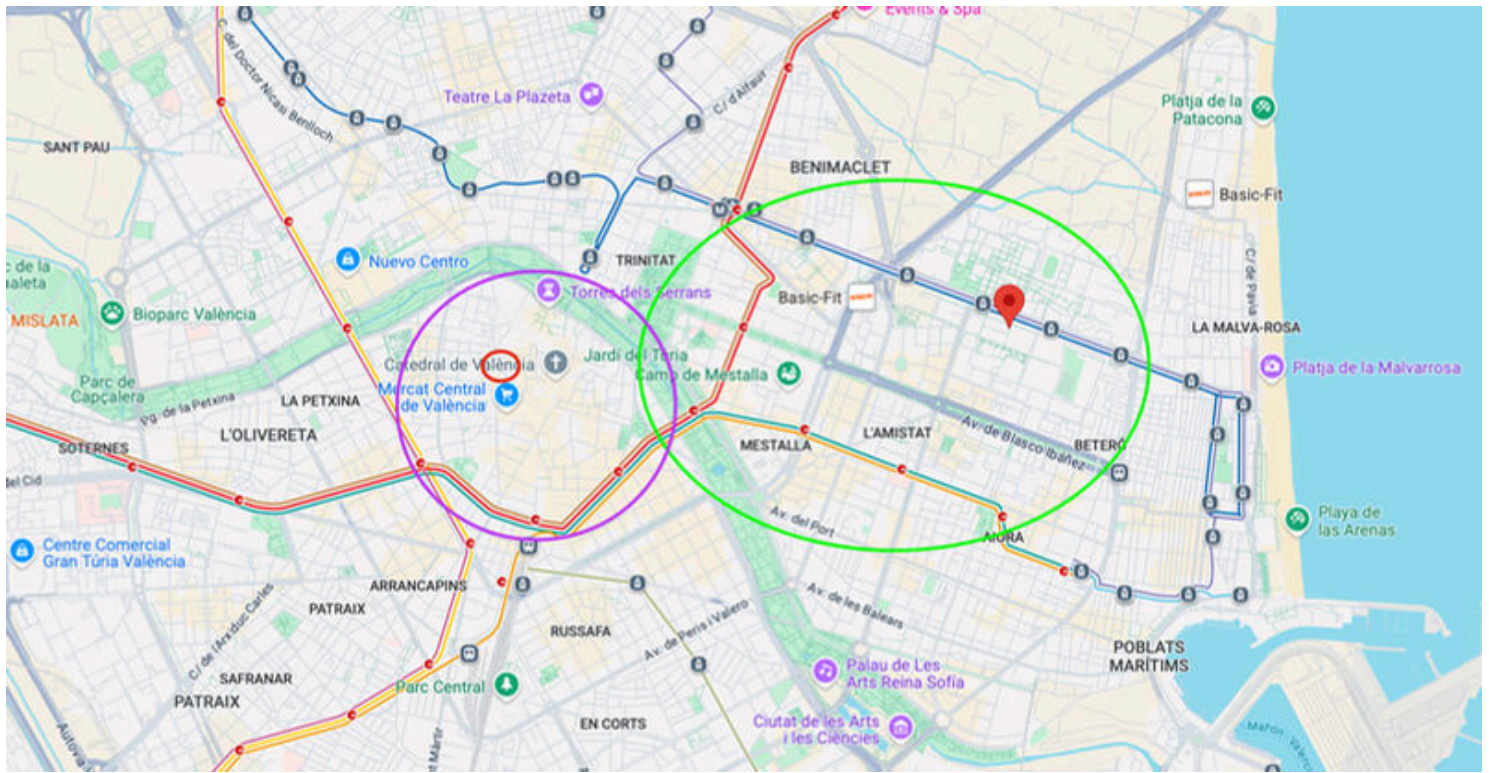 Events & Spa
C. del Doctor Nicasi Benlloch
Teatre La Plazeta
C/ d'Alfauir
Platja de la
Patacona
SANT PAU
BENIMACLET
Basic-Fit
C/ de Pavia
Nuevo Centro
TRINITAT
c de la
Bioparc València
Torres dels Serrans
Basic-Fit
MISLATA
LA MALVA-ROSA
Catedral de València
Jardí del Túria
Camp de Mestalla
Platja de la Malvarrosa
Parc de
Capçalera
Mercat Central
de València
Pg. de la Petxina
LA PETXINA
L'OLIVERETA
SOTERNES
MESTALLA
L'AMISTAT
Av. de Blasco Ibáñez
BETERÓ
del Cid
Av. del Port
Playa de
las Arenas
AIORA
Centre Comercial
Gran Túria València
ARRANCAPINS
PATRAIX
C/ de l'Arxiduc Carles
RUSSAFA
Av. de Peris i Valero
Av. de les Balears
POBLATS
MARÍTIMS
SAFRANAR
PATRAIX
Parc Central
Palau de Les
Arts Reina Sofía
EN CORTS
Ciutat de les Arts
i les Ciències